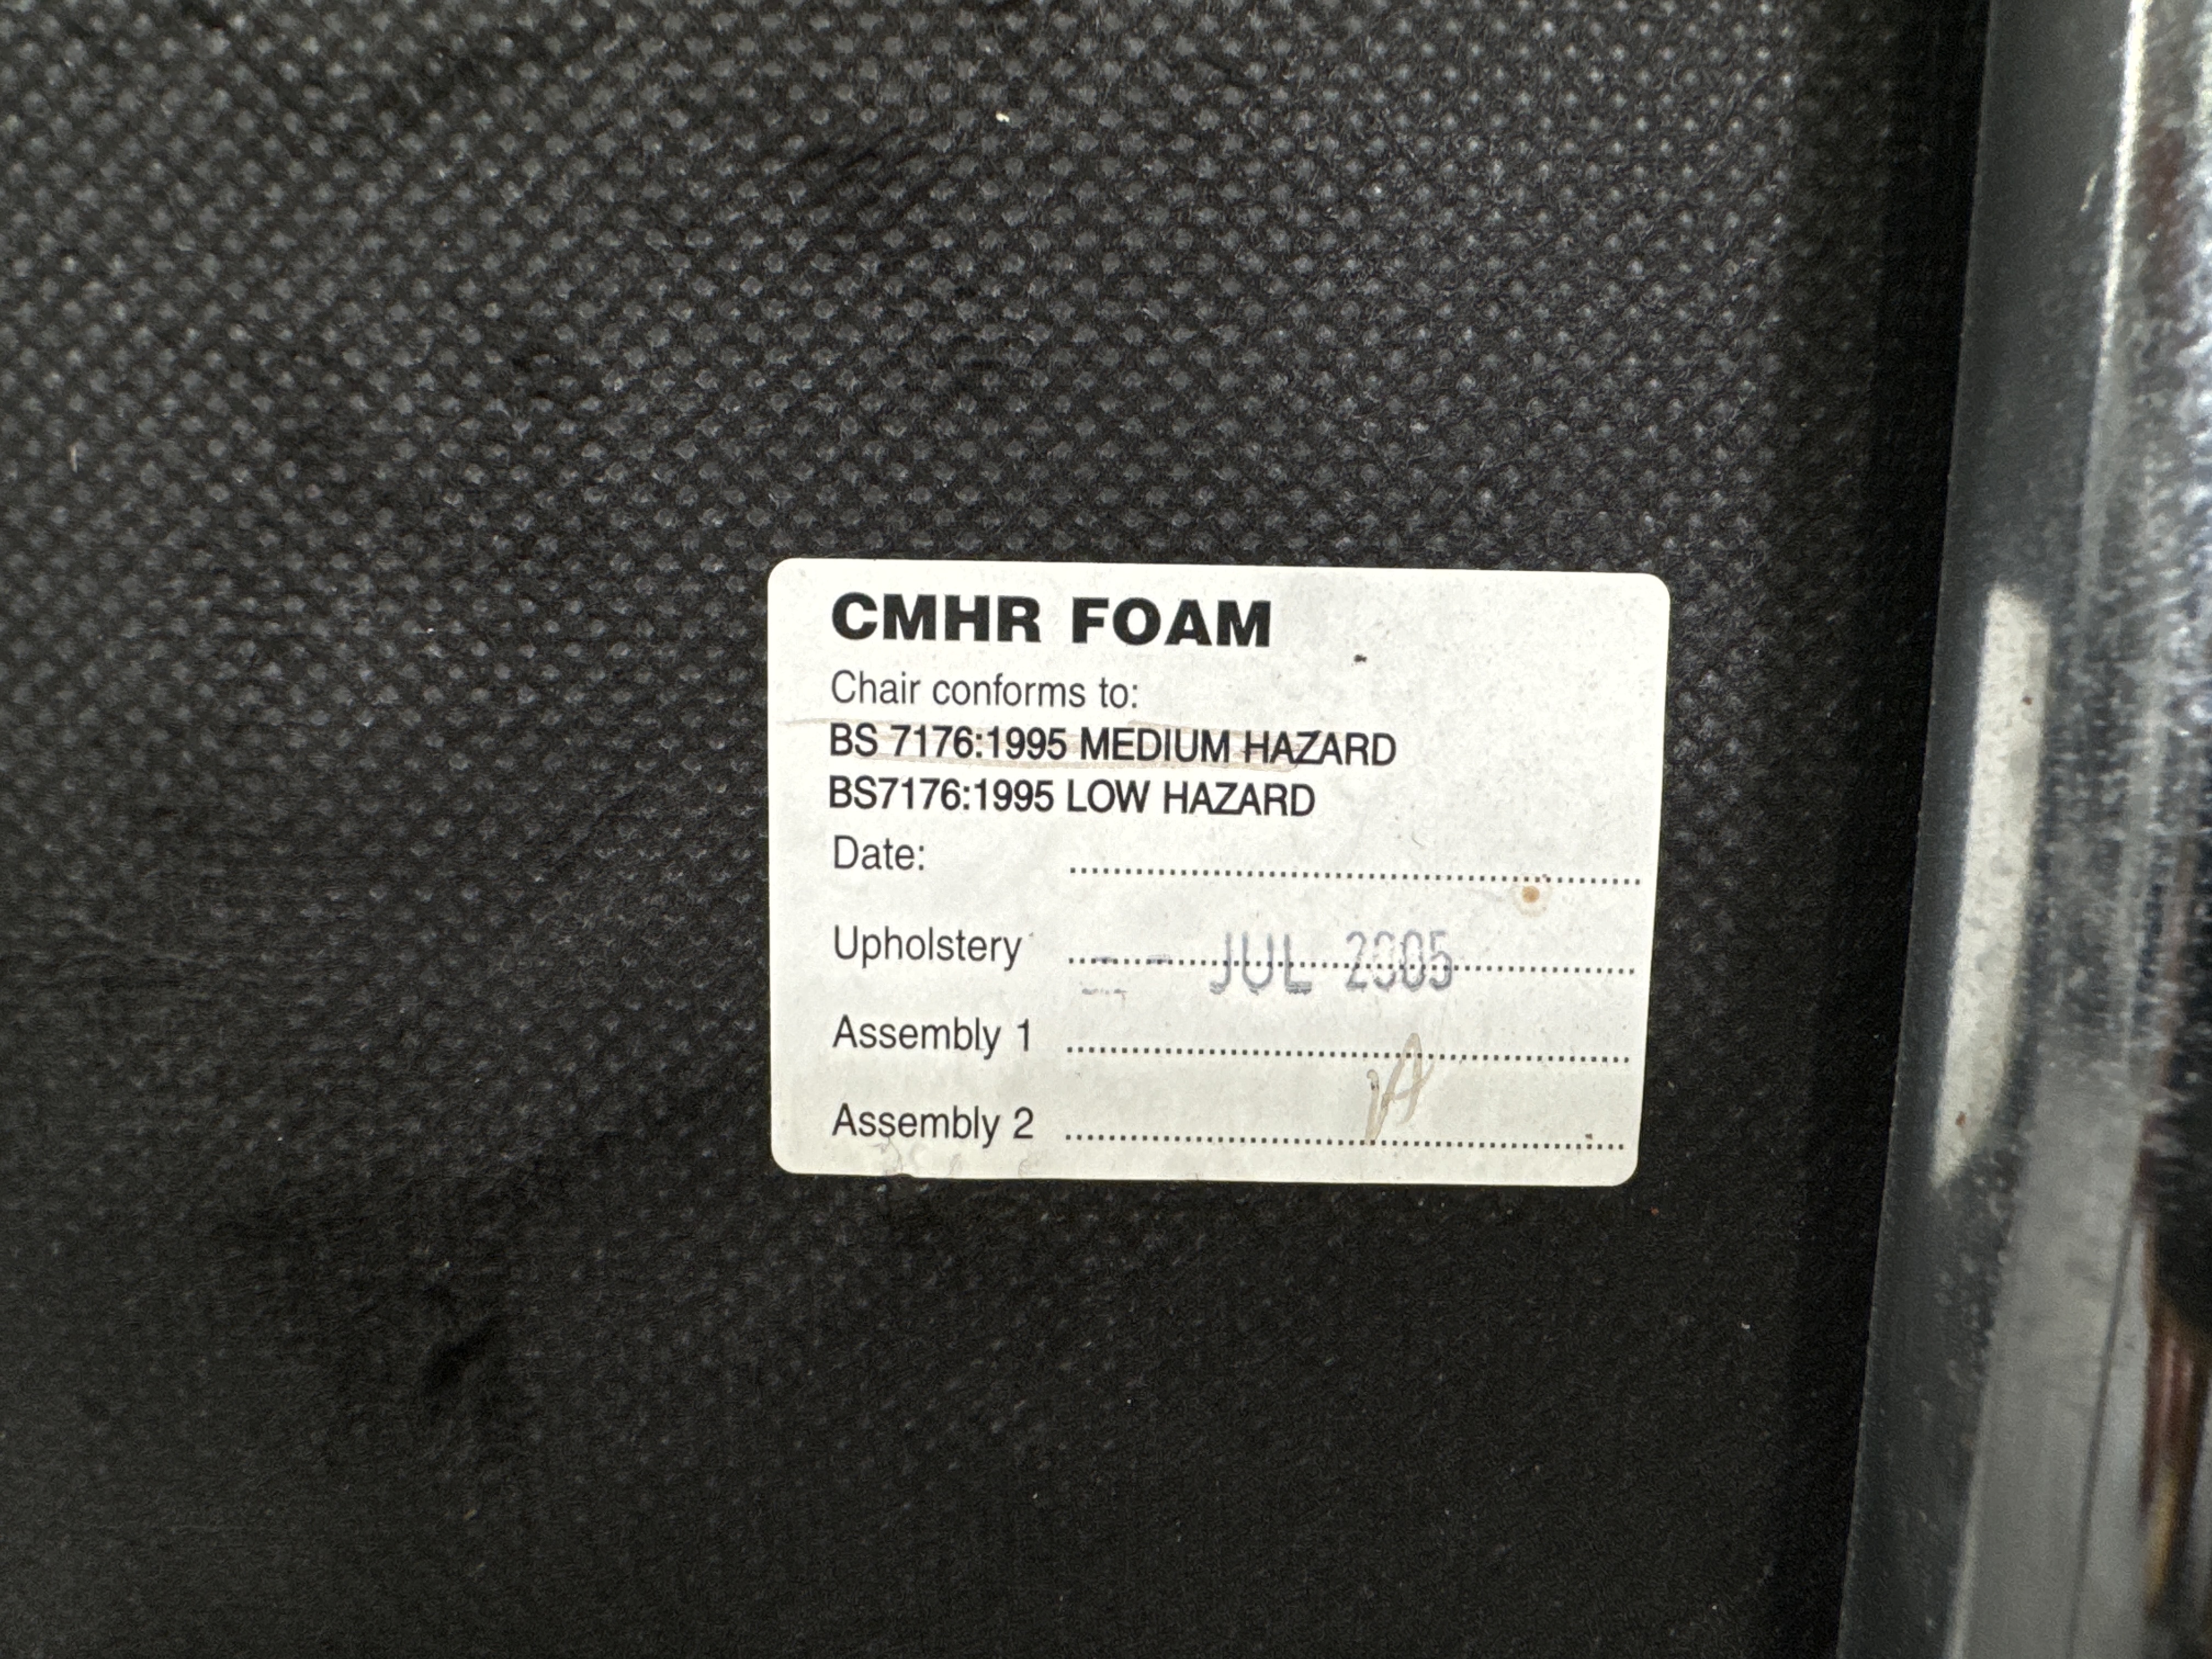 CMHR FOAM
Chair conforms to:
BS 7176:1995 MEDIUM HAZARD
BS7176:1995 LOW HAZARD
Date:
Upholstery JUL 2005
Assembly 1
Assembly 2